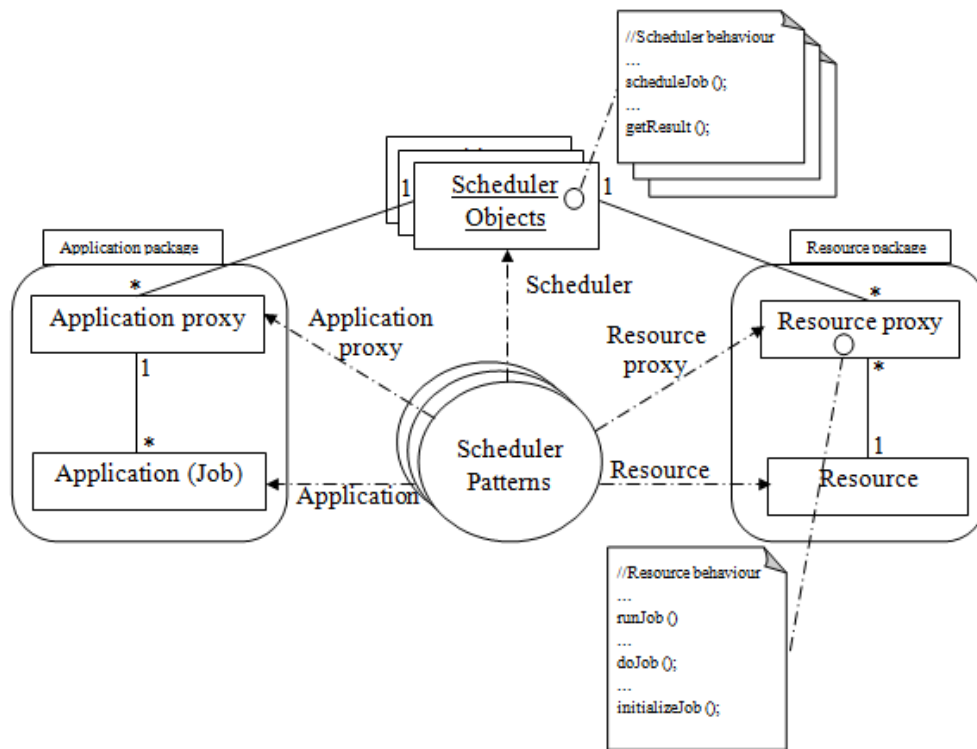 //Scheduler behaviour
...
scheduleJob ();
...
getResult ();
1
Scheduler
Objects
1
Application package
Resource package
*
Application proxy
1
*
Application (Job)
Application
proxy
Scheduler
Resource
proxy
*
Resource proxy
*
1
Resource
Scheduler
Patterns
Application
Resource
//Resource behaviour
...
runJob ()
...
doJob ();
...
initializeJob ();